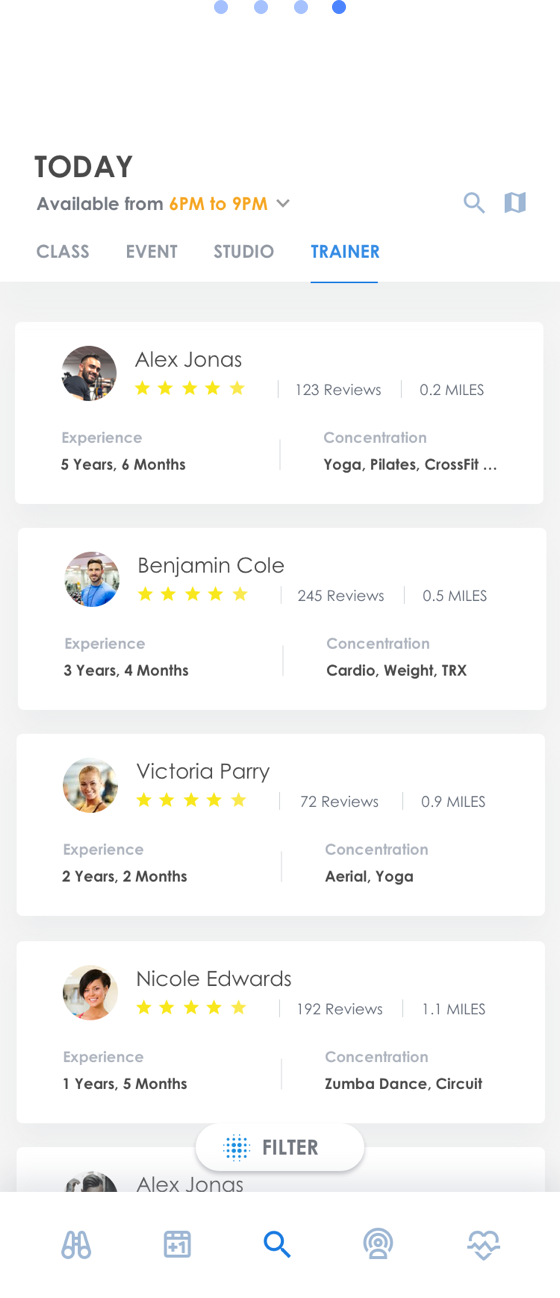 TODAY
Available from 6PM to 9PM
CLASS EVENT STUDIO TRAINER
Alex Jonas
123 Reviews 0.2 MILES
Experience Concentration
5 Years, 6 Months Yoga, Pilates, CrossFit ...
Benjamin Cole
245 Reviews 0.5 MILES
Experience Concentration
3 Years, 4 Months Cardio, Weight, TRX
Victoria Parry
72 Reviews 0.9 MILES
Experience Concentration
2 Years, 2 Months Aerial, Yoga
Nicole Edwards
192 Reviews 1.1 MILES
Experience Concentration
1 Years, 5 Months Zumba Dance, Circuit
FILTER
Alex Jonas
+1